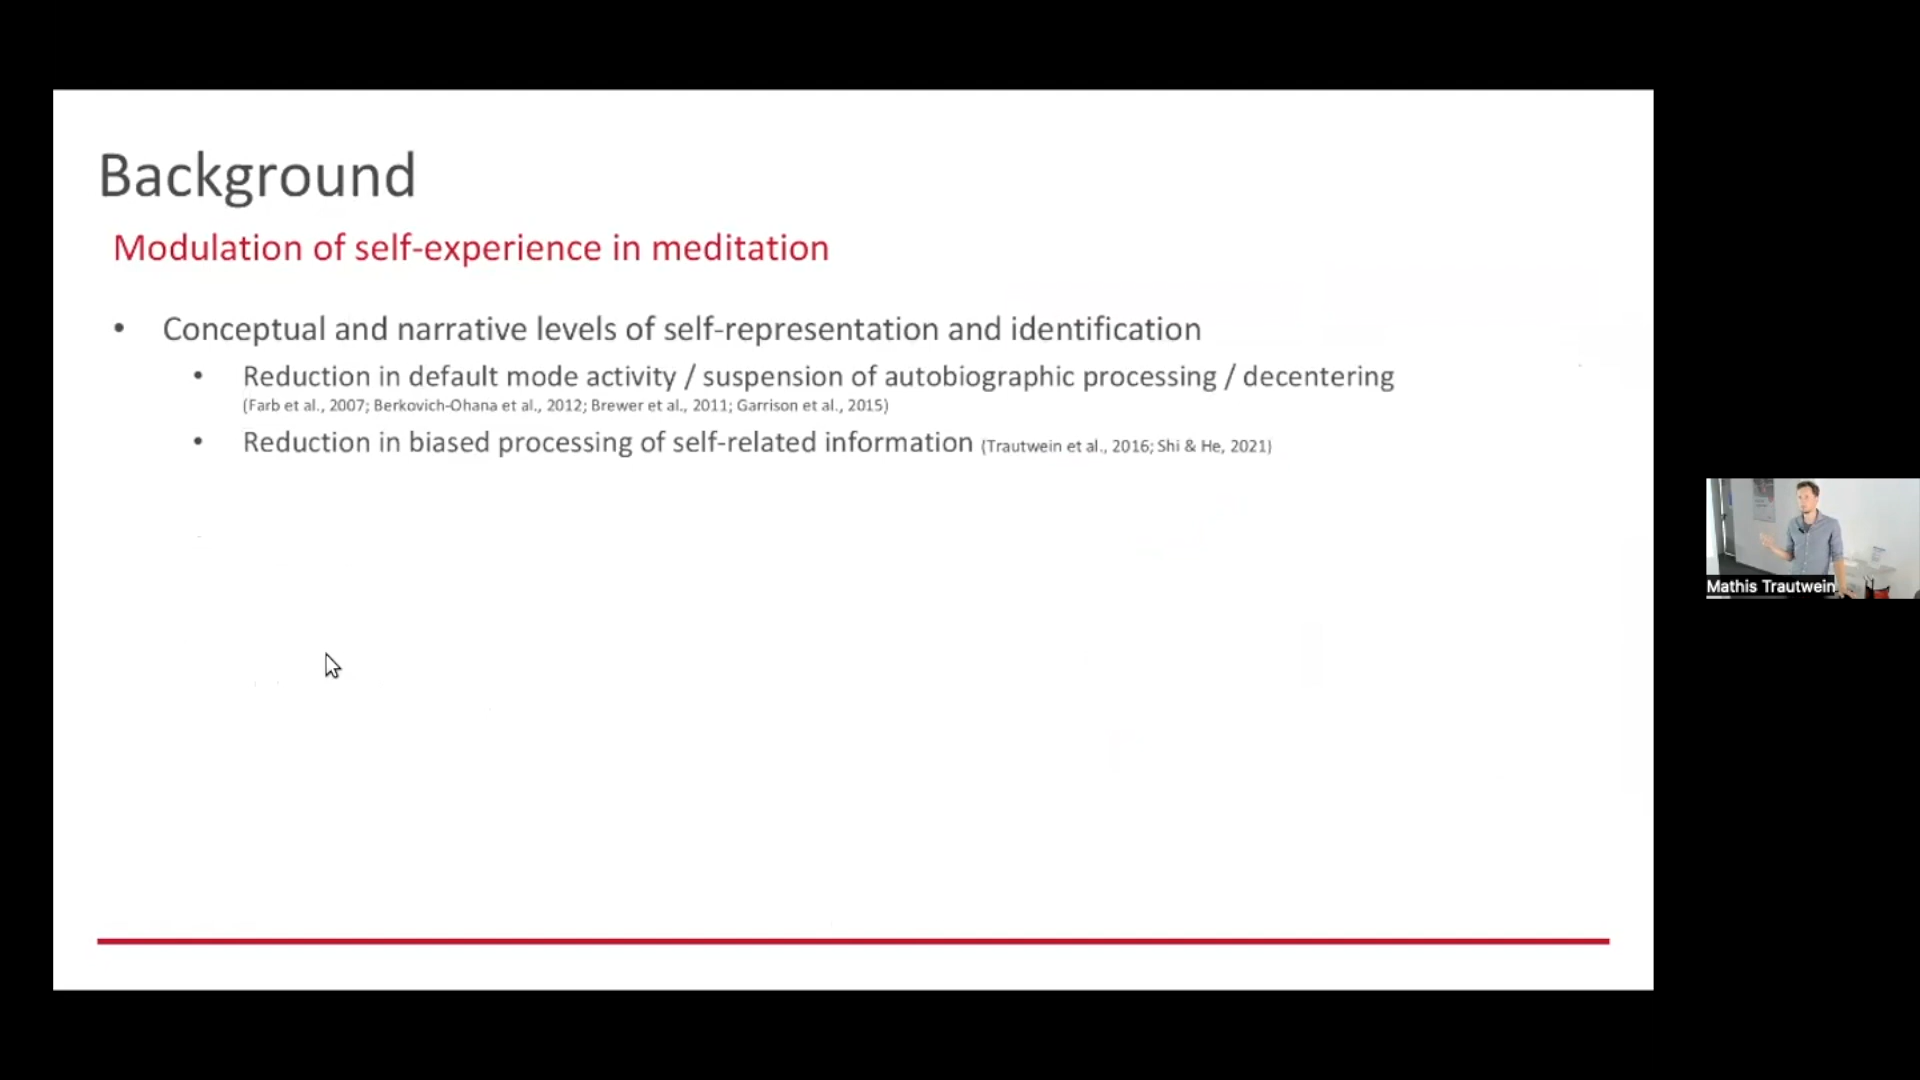 Background
Modulation of self-experience in meditation
• Conceptual and narrative levels of self-representation and identification
• Reduction in default mode activity / suspension of autobiographic processing / decentering
(Farb et al., 2007; Berkovich-Ohana et al., 2012; Brewer et al., 2011; Garrison et al., 2015)
• Reduction in biased processing of self-related information (Trautwein et al., 2016; Shi & He, 2021)
Mathis Trautwein